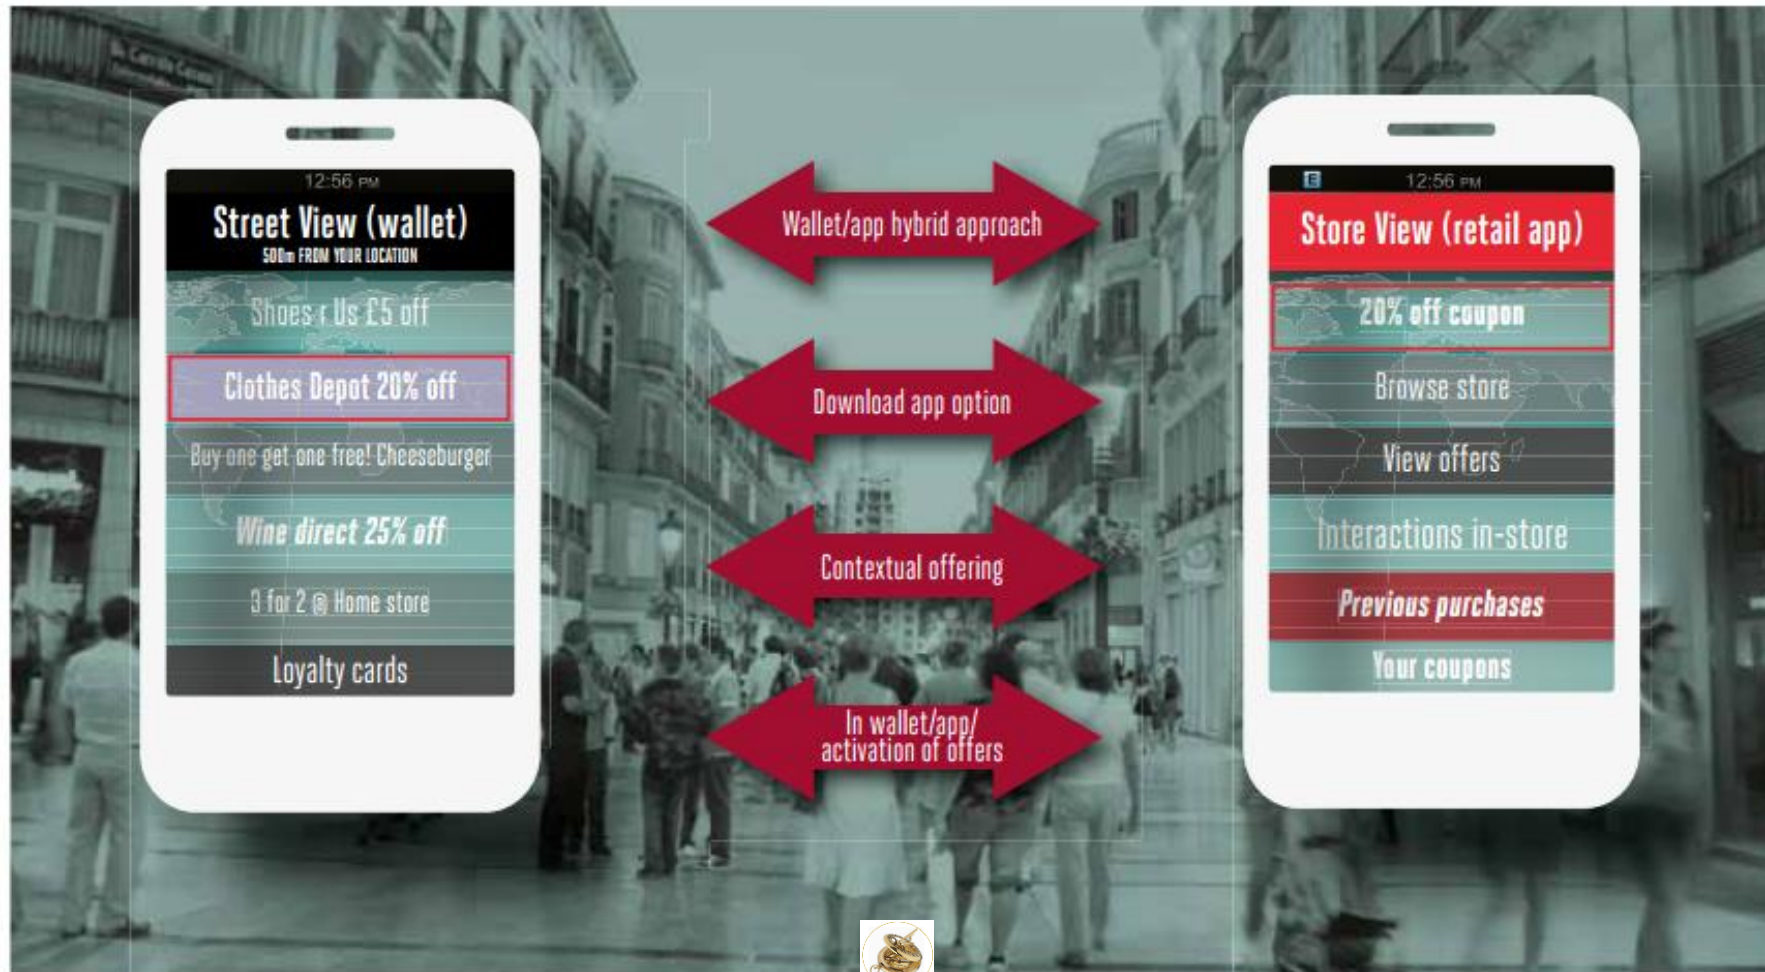 12:56 PM
Street View (wallet)
500m FROM YOUR LOCATION
Shoes r Us £5 off
Clothes Depot 20% off
Buy one get one free! Cheeseburger
Wine direct 25% off
3 for 2 @ Home store
Loyalty cards
Wallet/app hybrid approach
Download app option
Contextual offering
In wallet/app/
activation of offers
E
12:56 PM
Store View (retail app)
20% off coupon
Browse store
View offers
Interactions in-store
Previous purchases
Your coupons